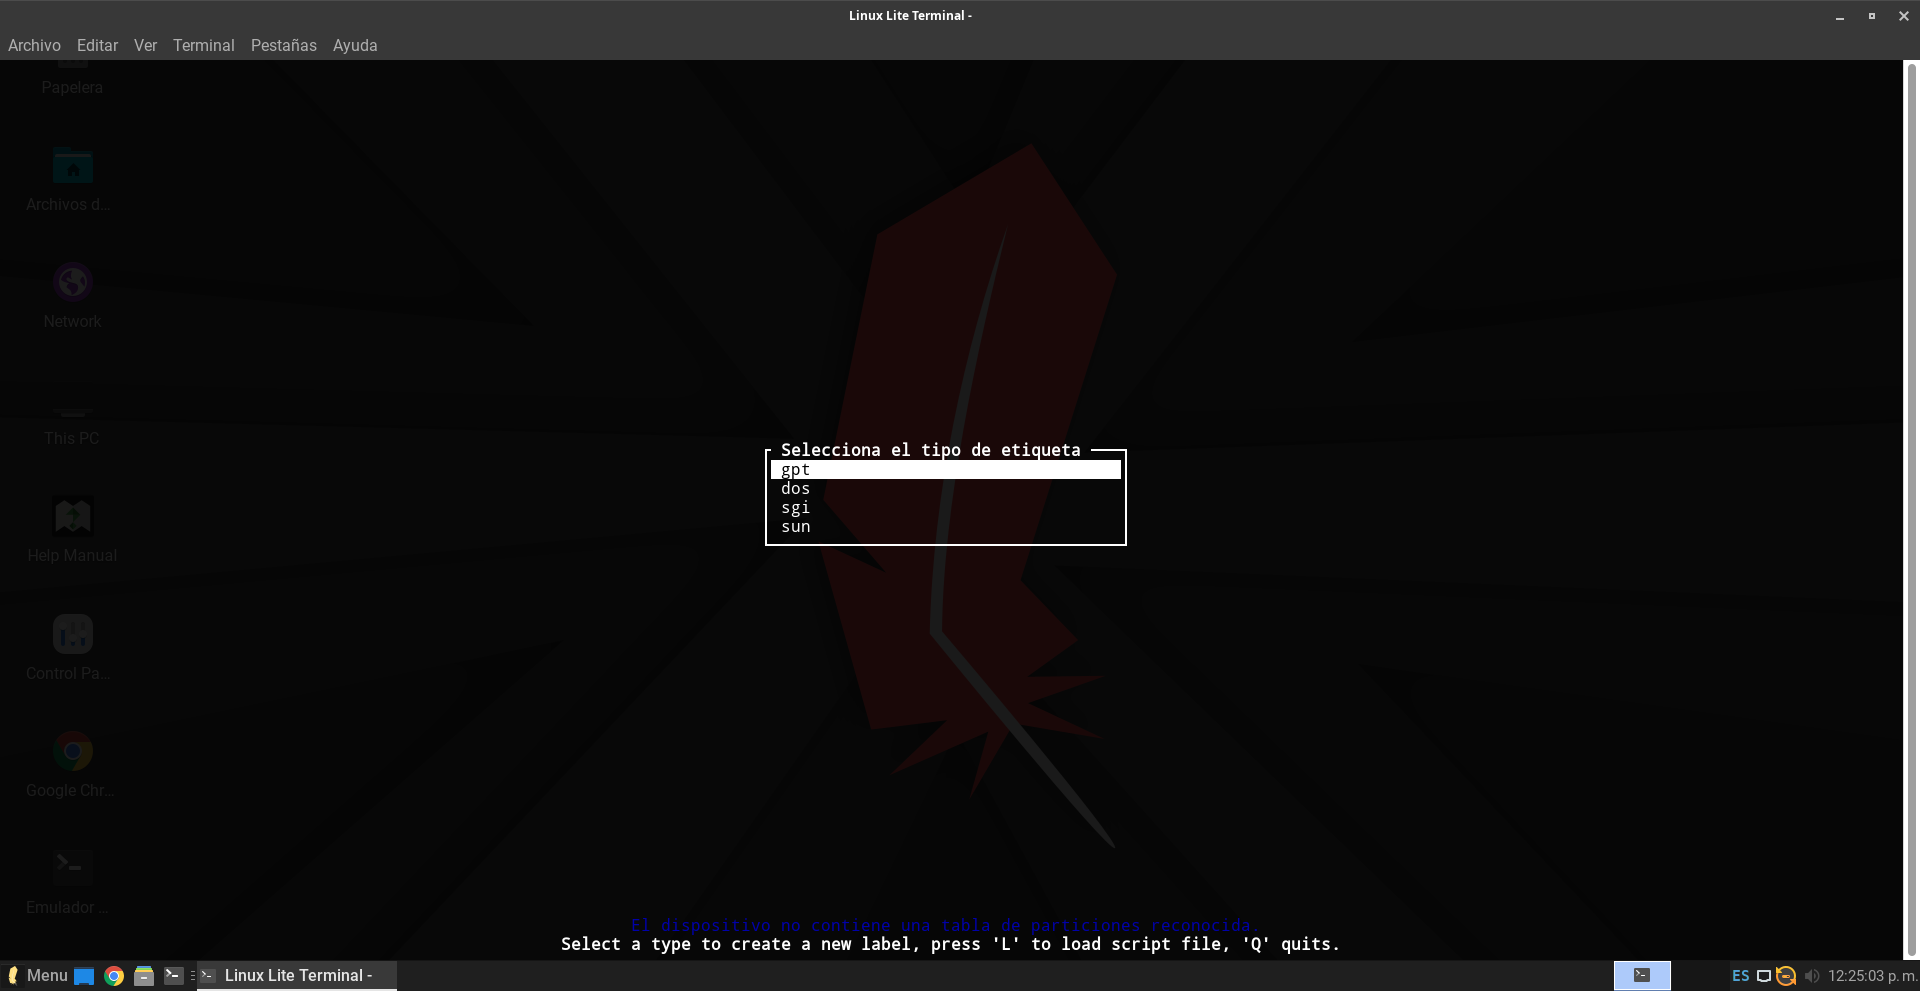 Linux Lite Terminal -
Archivo Editar Ver Terminal Pestañas Ayuda
Papelera
Archivos d...
Network
This PC
Help Manual
Control Pa...
Google Chr...
Emulador ...
Selecciona el tipo de etiqueta
gpt
dos
sgi
sun
El dispositivo no contiene una tabla de particiones reconocida.
Select a type to create a new label, press 'L' to load script file, 'Q' quits.
Menu Linux Lite Terminal - ES 12:25:03 p. m.